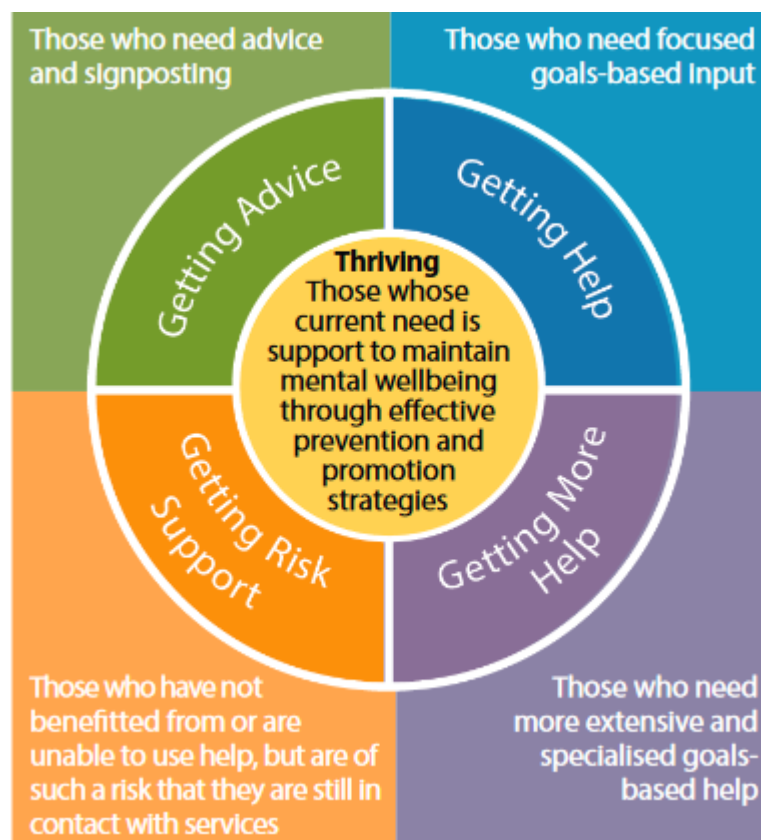 Those who need advice
and signposting
Those who need focused
goals-based input
Getting Advice
Getting Help
Thriving
Those whose
current need is
support to maintain
mental wellbeing
through effective
prevention and
promotion
strategies
Getting Risk
Support
Getting More
Help
Those who have not
benefitted from or are
unable to use help, but are of
such a risk that they are still in
contact with services
Those who need
more extensive and
specialised goals-
based help